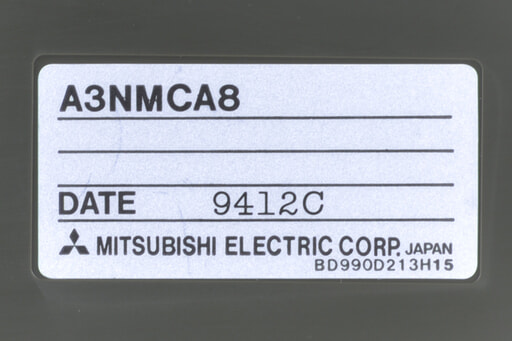 A3NMCA8
DATE 9412C
MITSUBISHI ELECTRIC CORP. JAPAN
BD990D213H15